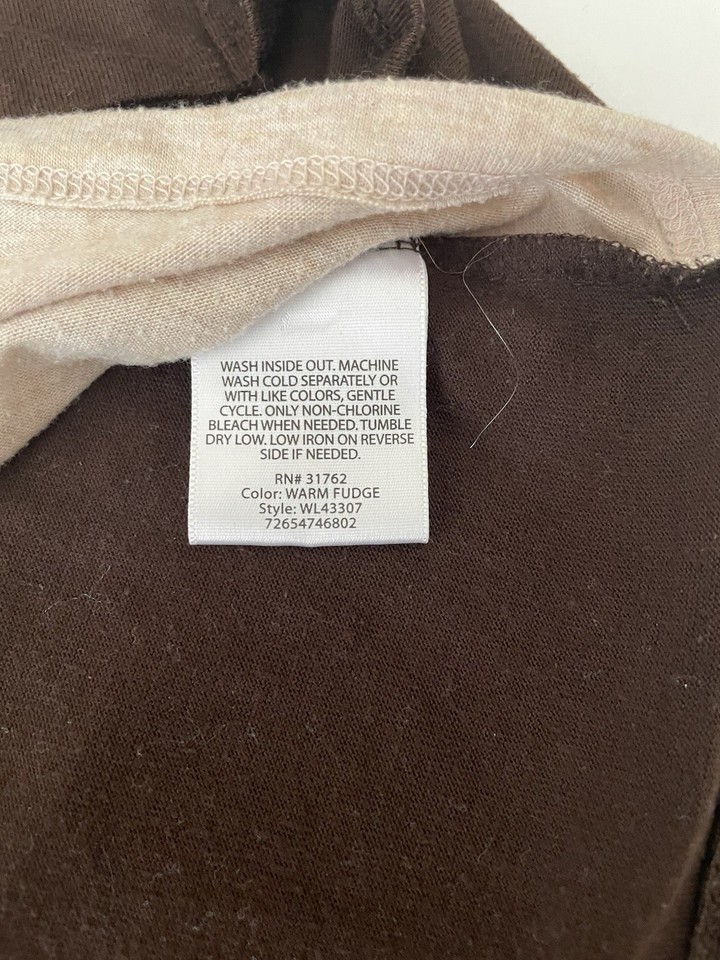 WASH INSIDE OUT. MACHINE
WASH COLD SEPARATELY OR
WITH LIKE COLORS, GENTLE
CYCLE. ONLY NON-CHLORINE
BLEACH WHEN NEEDED. TUMBLE
DRY LOW. LOW IRON ON REVERSE
SIDE IF NEEDED.
RN# 31762
Color: WARM FUDGE
Style: WL43307
72654746802